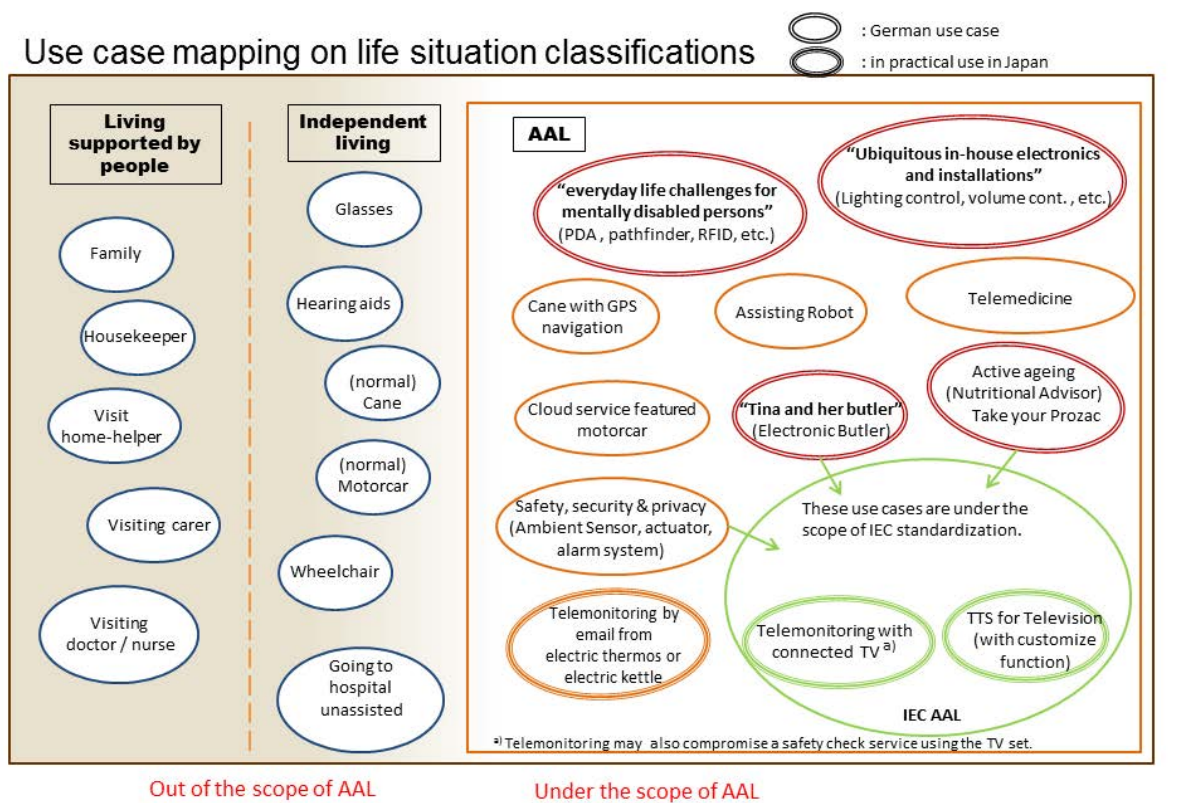 Use case mapping on life situation classifications
: German use case
: in practical use in Japan
Living
supported by
people
Family
Housekeeper
Visit
home-helper
Visiting carer
Visiting
doctor / nurse
Independent
living
Glasses
Hearing aids
(normal)
Cane
(normal)
Motorcar
Wheelchair
Going to
hospital
unassisted
AAL
“everyday life challenges for
mentally disabled persons”
(PDA , pathfinder, RFID, etc.)
“Ubiquitous in-house electronics
and installations”
(Lighting control, volume cont. , etc.)
Cane with GPS
navigation
Assisting Robot
Telemedicine
Cloud service featured
motorcar
“Tina and her butler”
(Electronic Butler)
Active ageing
(Nutritional Advisor)
Take your Prozac
Safety, security & privacy
(Ambient Sensor, actuator,
alarm system)
These use cases are under the
scope of IEC standardization.
Telemonitoring by
email from
electric thermos or
electric kettle
Telemonitoring with
connected TV a)
TTS for Television
(with customize
function)
IEC AAL
a) Telemonitoring may also compromise a safety check service using the TV set.
Out of the scope of AAL
Under the scope of AAL